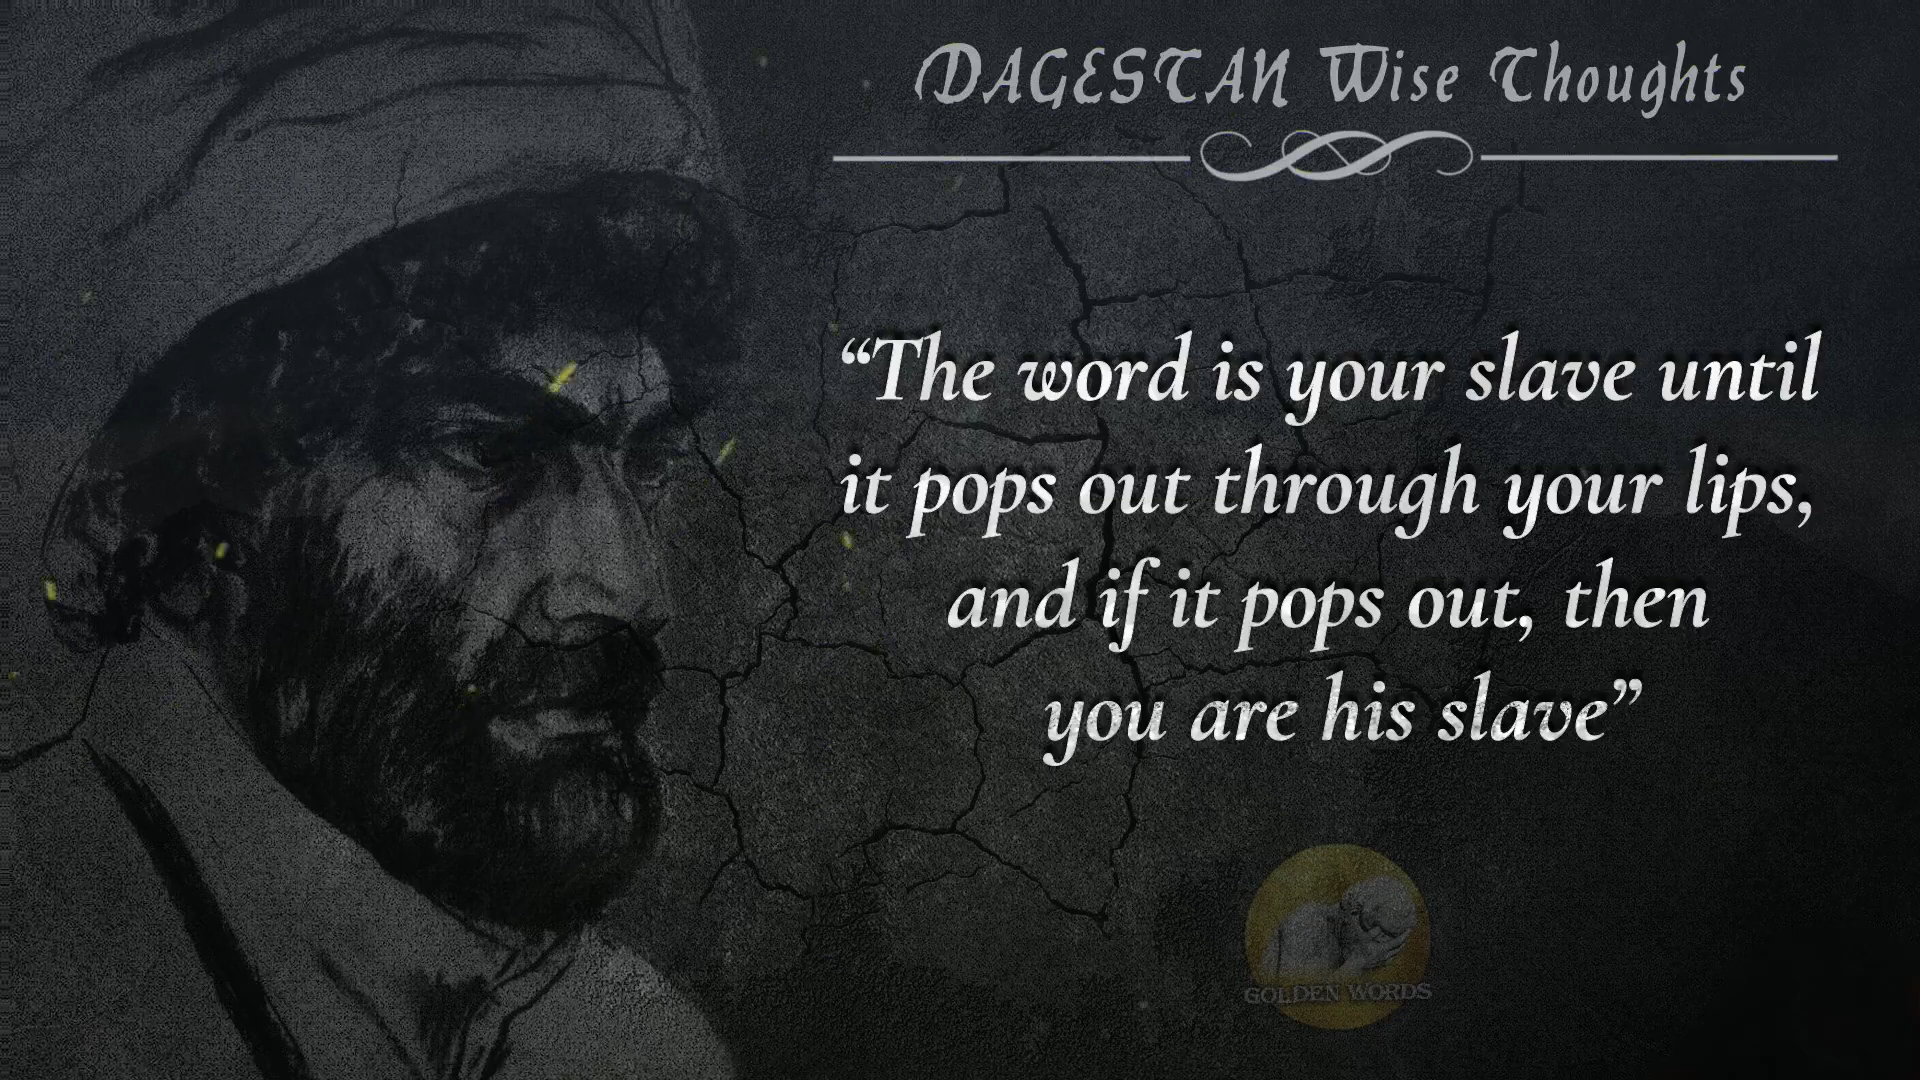 DAGESTAN Wise Thoughts
“The word is your slave until
it pops out through your lips,
and if it pops out, then
you are his slave”
GOLDEN WORDS